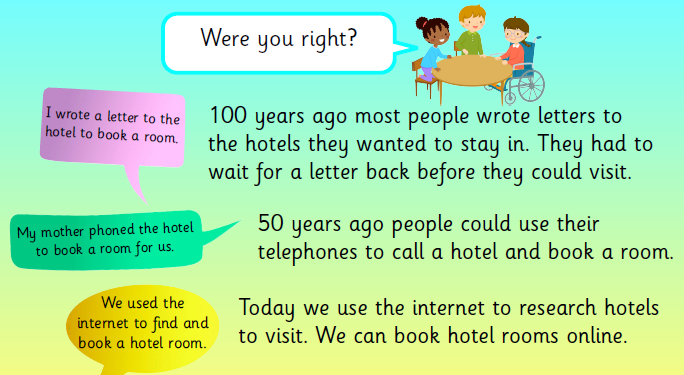 Were you right?
I wrote a letter to the
hotel to book a room.
100 years ago most people wrote letters to
the hotels they wanted to stay in. They had to
wait for a letter back before they could visit.
My mother phoned the hotel
to book a room for us.
50 years ago people could use their
telephones to call a hotel and book a room.
We used the
internet to find and
book a hotel room.
Today we use the internet to research hotels
to visit. We can book hotel rooms online.